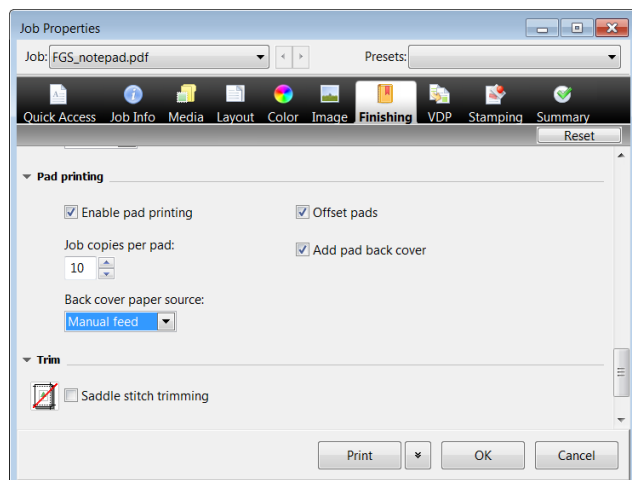 Job Properties
Job: FGS_notepad.pdf Presets:
Quick Access Job Info Media Layout Color Image Finishing VDP Stamping Summary
Reset
Pad printing
Enable pad printing Offset pads
Job copies per pad: Add pad back cover
10
Back cover paper source:
Manual feed
Trim
Saddle stitch trimming
Print OK Cancel